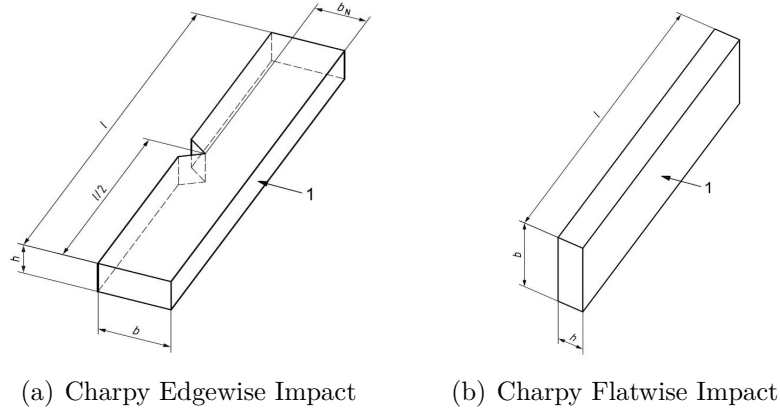 b_N
l
l/2
1
h
b
l
1
b
h
(a) Charpy Edgewise Impact
(b) Charpy Flatwise Impact